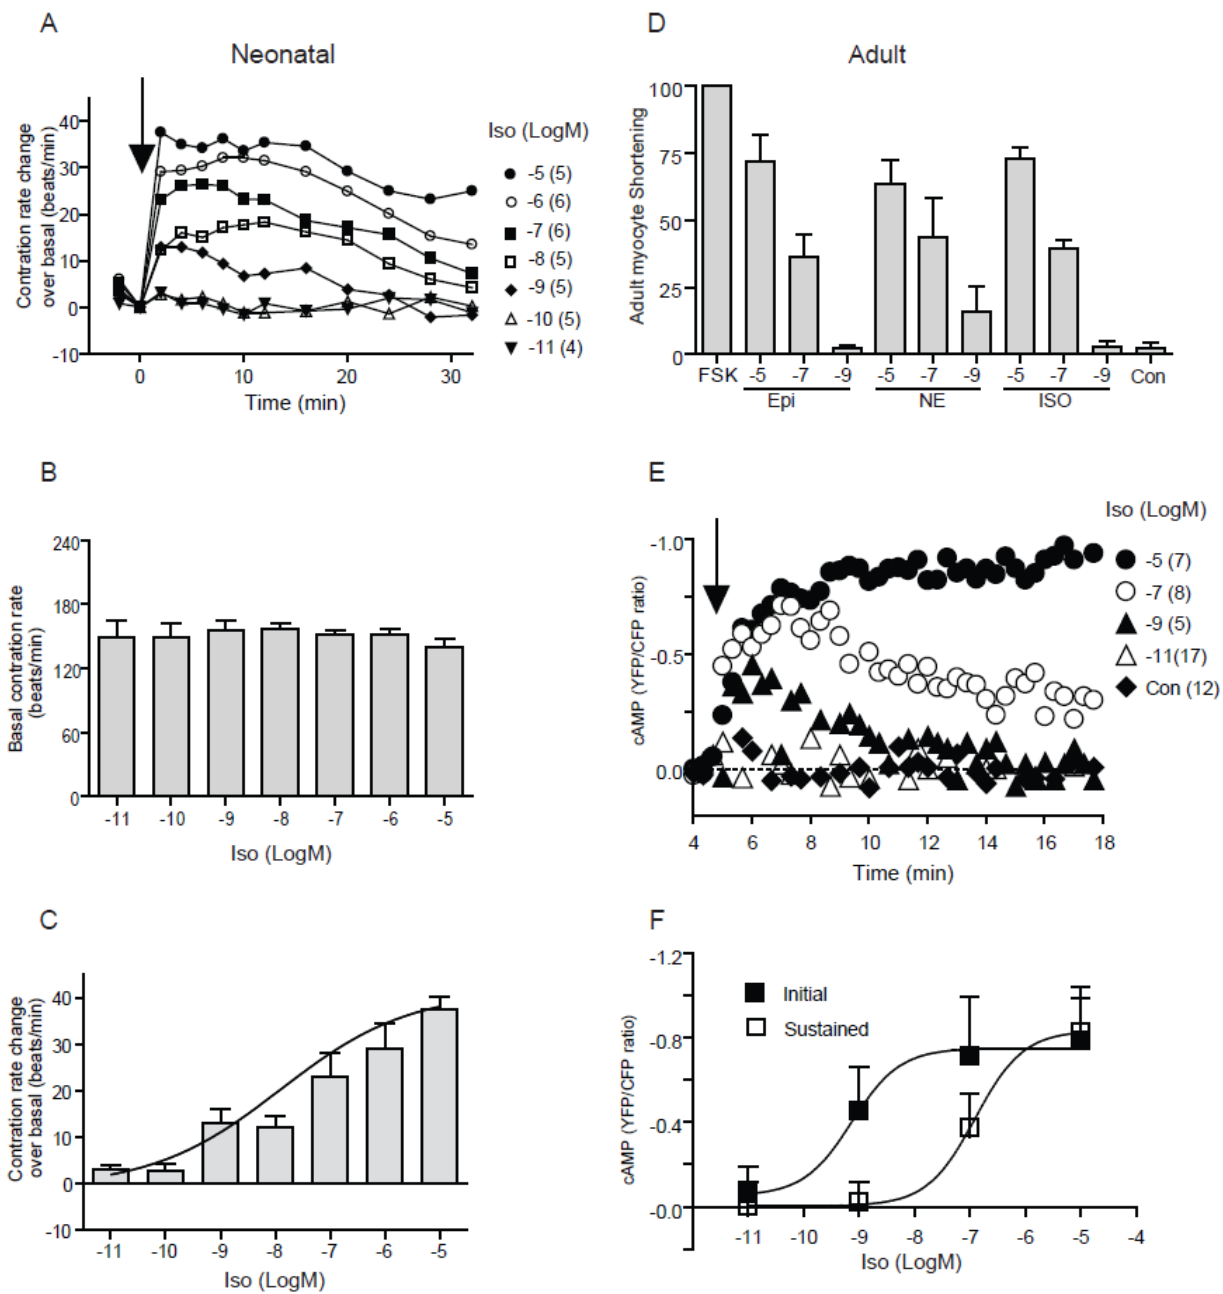 A
Neonatal
Contration rate change
over basal (beats/min)
40
30
20
10
0
-10
0 10 20 30
Time (min)
Iso (LogM)
-5 (5)
-6 (6)
-7 (6)
-8 (5)
-9 (5)
-10 (5)
-11 (4)
D
Adult
Adult myocyte Shortening
100
75
50
25
0
FSK -5 -7 -9 -5 -7 -9 -5 -7 -9 Con
Epi NE ISO
B
Basal contration rate
(beats/min)
240
180
120
60
0
-11 -10 -9 -8 -7 -6 -5
Iso (LogM)
E
Iso (LogM)
cAMP (YFP/CFP ratio)
-1.0
-0.5
0.0
4 6 8 10 12 14 16 18
Time (min)
-5 (7)
-7 (8)
-9 (5)
-11(17)
Con (12)
C
Contration rate change
over basal (beats/min)
40
30
20
10
0
-10
-11 -10 -9 -8 -7 -6 -5
Iso (LogM)
F
cAMP (YFP/CFP ratio)
-1.2
-0.8
-0.4
-0.0
Initial
Sustained
-11 -10 -9 -8 -7 -6 -5 -4
Iso (LogM)